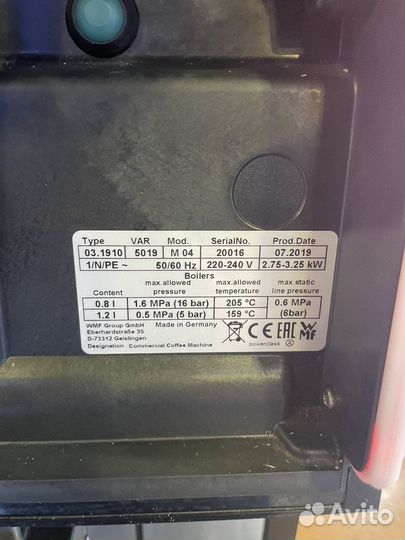 Type VAR Mod. SerialNo. Prod.Date
03.1910 5019 M 04 20016 07.2019
1/N/PE ~ 50/60 Hz 220-240 V 2.75-3.25 kW
Boilers
Content max.allowed pressure max.allowed temperature max.static line pressure
0.8 l 1.6 MPa (16 bar) 205 °C 0.6 MPa
1.2 l 0.5 MPa (5 bar) 159 °C (6bar)
WMF Group GmbH Made in Germany
Eberhardstraße 35
D-73312 Geislingen
CE EAC WMF
powerclass A
Designation Commercial Coffee Machine
Avito